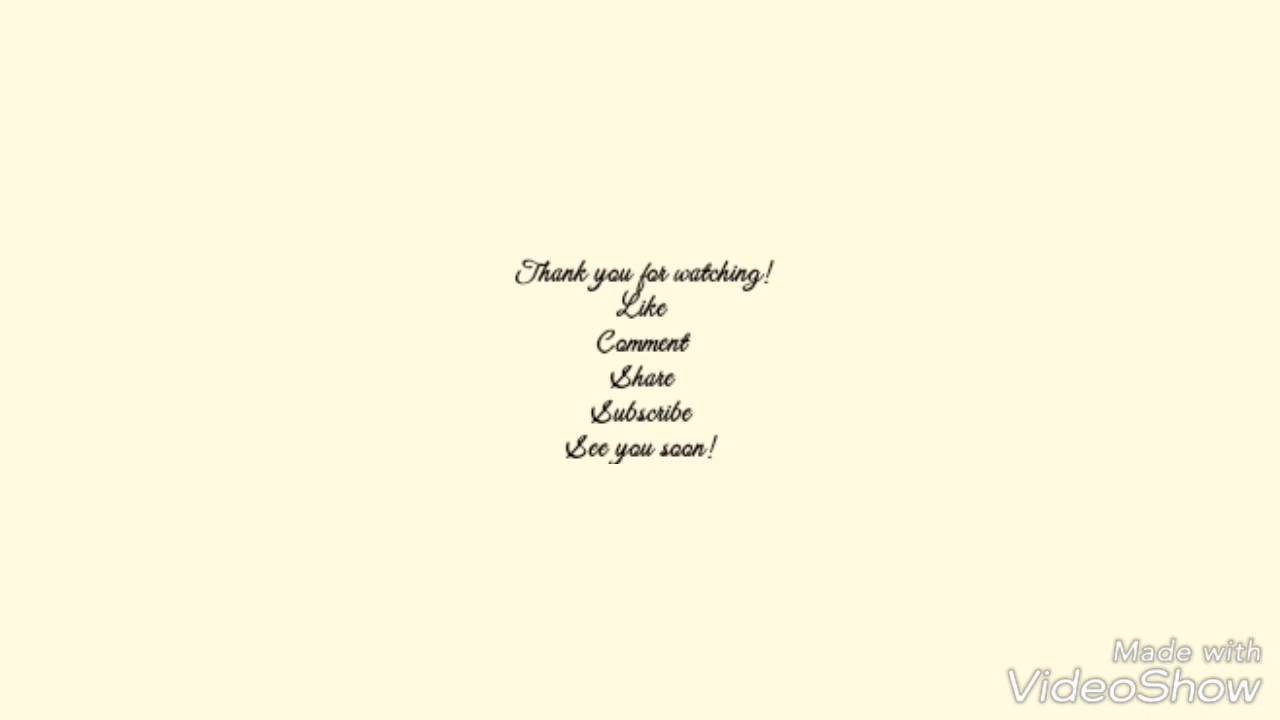 Thank you for watching!
Like
Comment
Share
Subscribe
See you soon!
Made with
VideoShow